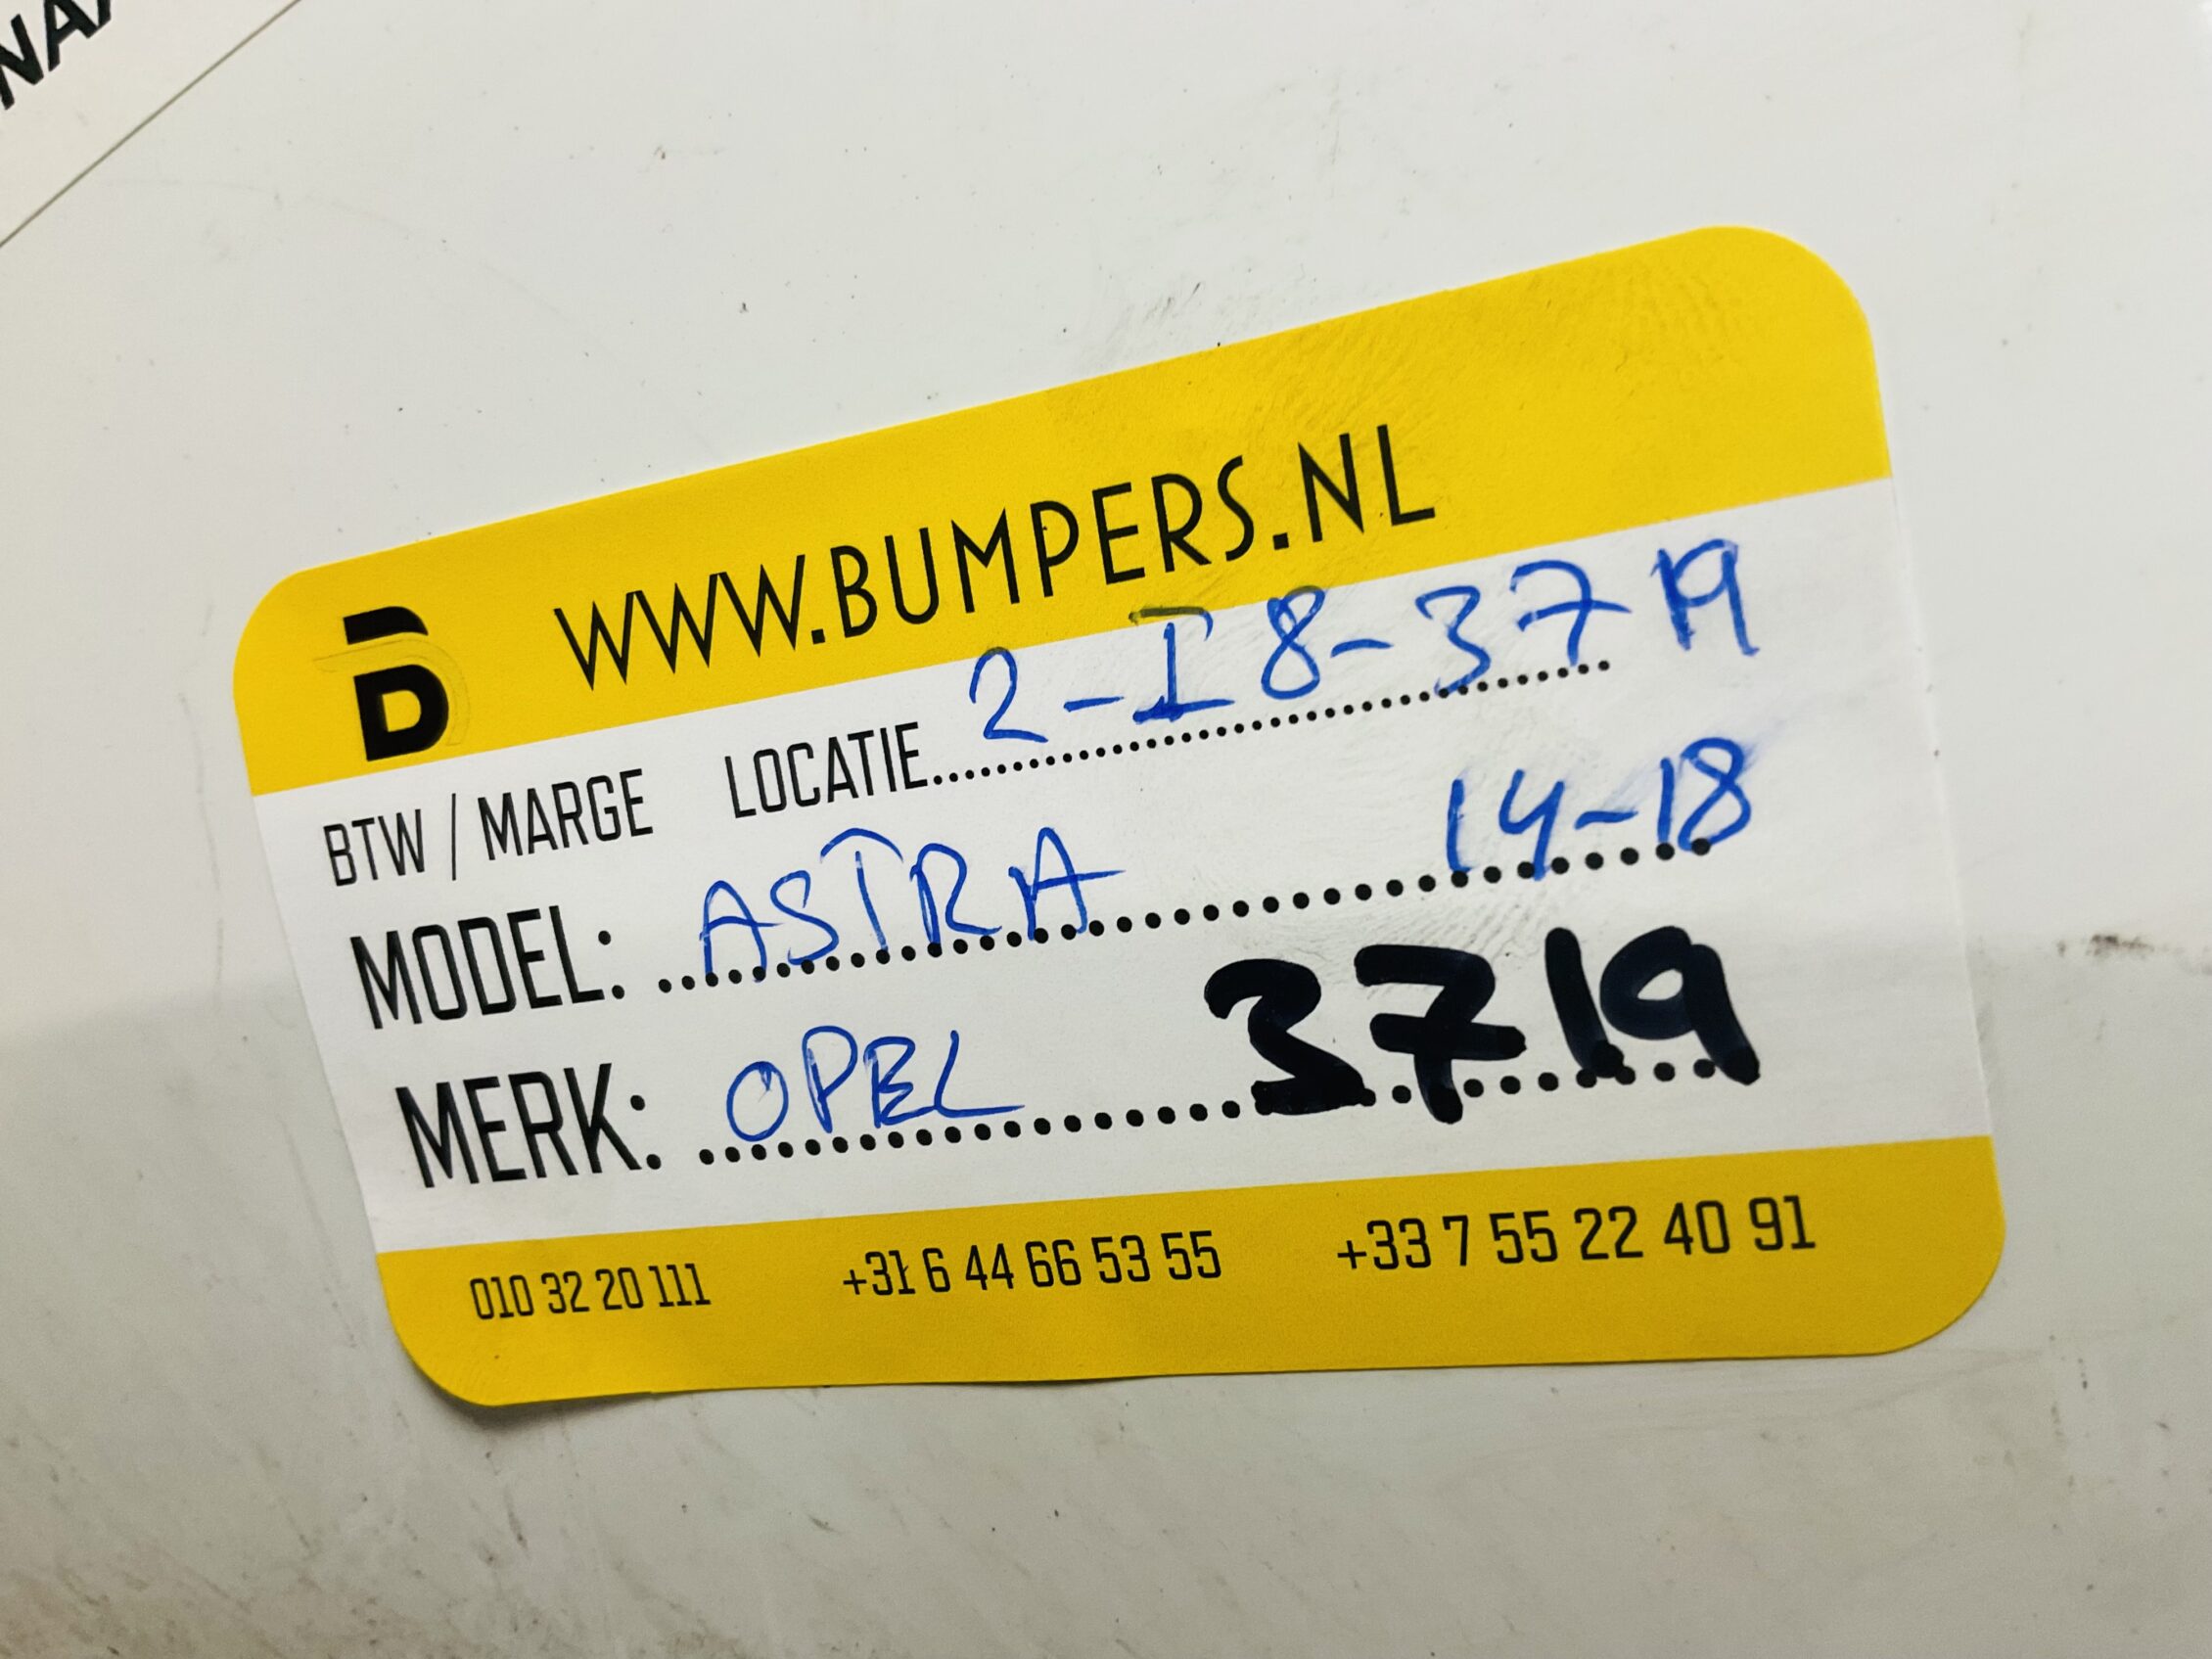 WWW.BUMPERS.NL
BTW / MARGE LOCATIE 2-I8-3719
MODEL: ASTRA 14-18
MERK: OPEL 3719
010 32 20 111 +31 6 44 66 53 55 +33 7 55 22 40 91